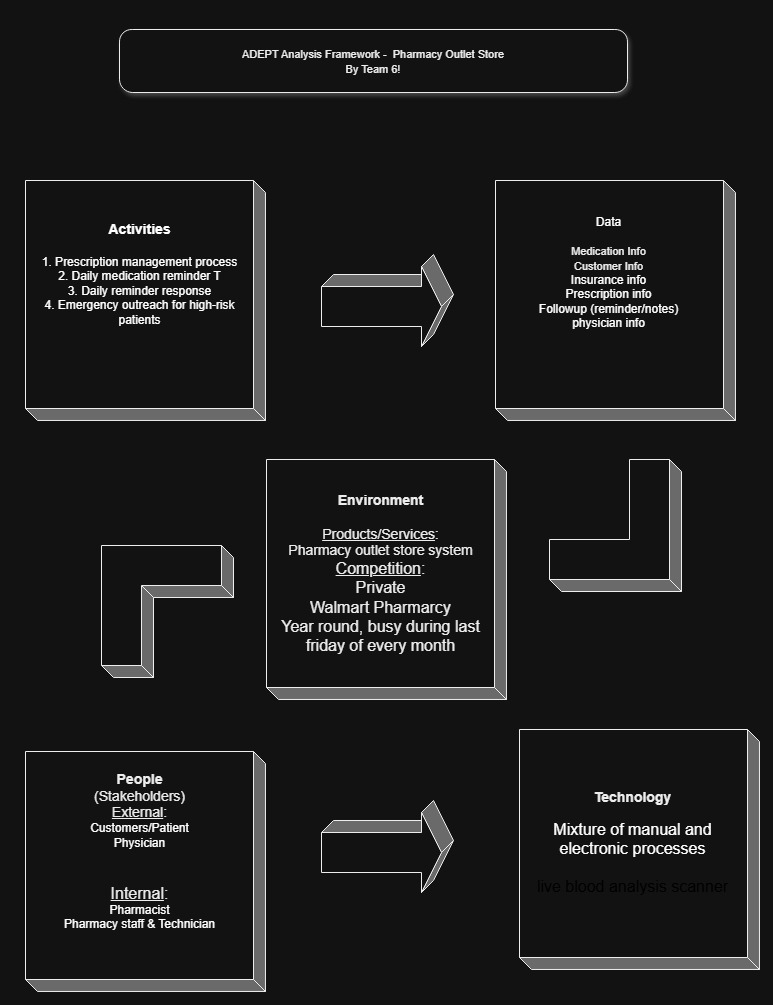 ADEPT Analysis Framework - Pharmacy Outlet Store
By Team 6!
Activities
1. Prescription management process
2. Daily medication reminder T
3. Daily reminder response
4. Emergency outreach for high-risk
patients
Data
Medication Info
Customer Info
Insurance info
Prescription info
Followup (reminder/notes)
physician info
Environment
Products/Services:
Pharmacy outlet store system
Competition:
Private
Walmart Pharmarcy
Year round, busy during last
friday of every month
People
(Stakeholders)
External:
Customers/Patient
Physician
Internal:
Pharmacist
Pharmacy staff & Technician
Technology
Mixture of manual and
electronic processes
live blood analysis scanner